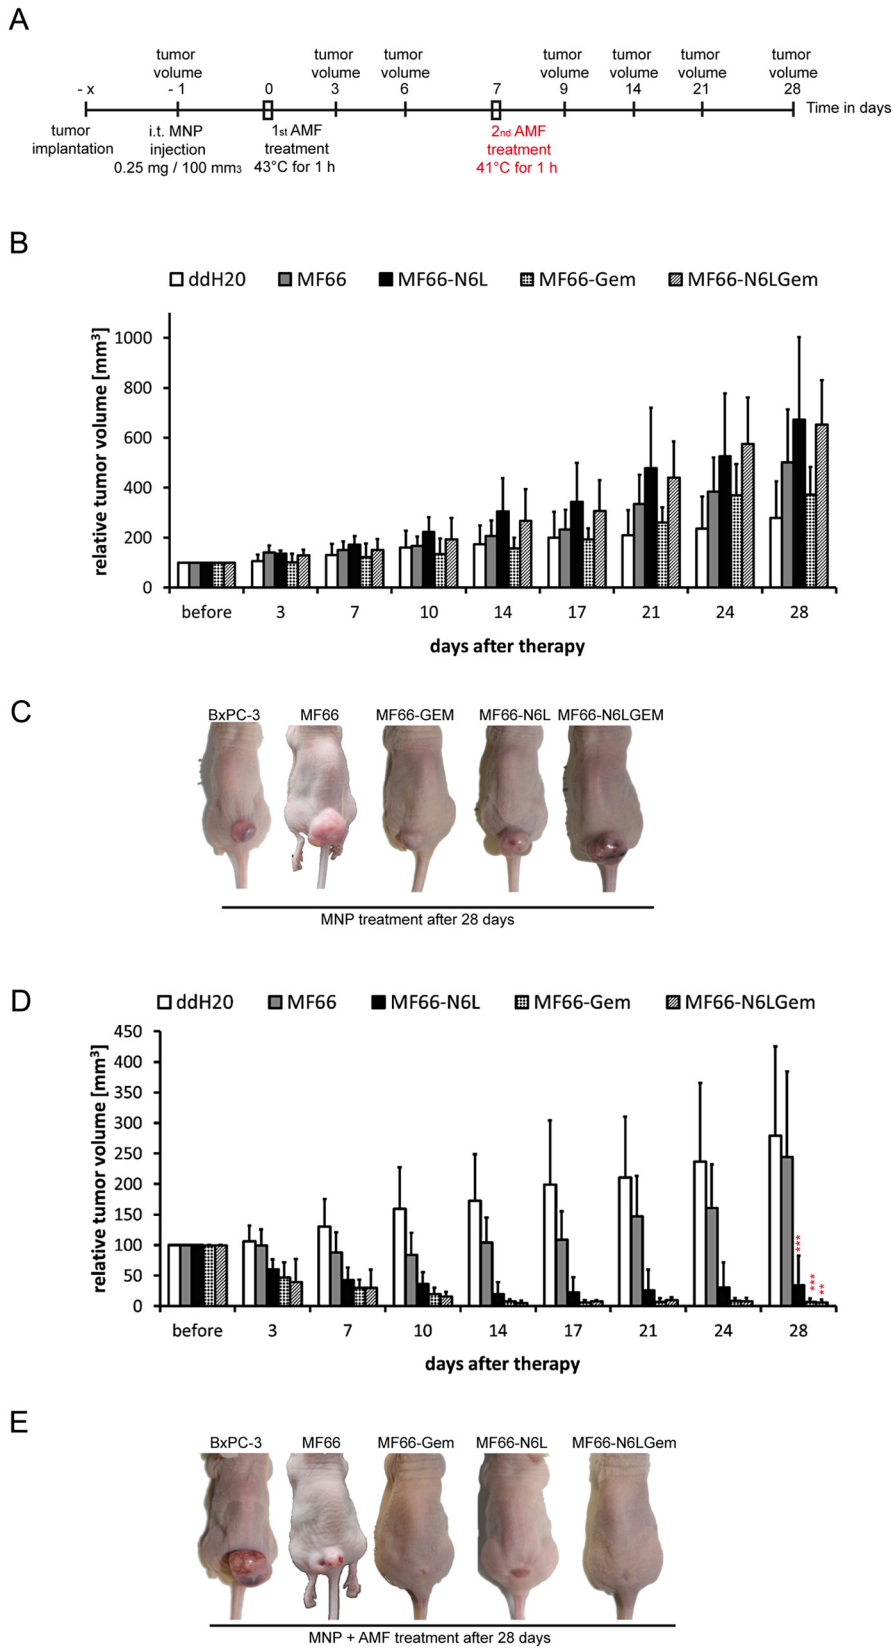 A
tumor volume
tumor volume
tumor volume
tumor volume
tumor volume
tumor volume
tumor volume
- x
- 1
0
3
6
7
9
14
21
28
Time in days
tumor implantation
i.t. MNP injection 0.25 mg / 100 mm3
1st AMF treatment 43°C for 1 h
2nd AMF treatment 41°C for 1 h
B
ddH20 MF66 MF66-N6L MF66-Gem MF66-N6LGem
relative tumor volume [mm³]
1000
800
600
400
200
0
before 3 7 10 14 17 21 24 28
days after therapy
C
BxPC-3 MF66 MF66-GEM MF66-N6L MF66-N6LGEM
MNP treatment after 28 days
D
ddH20 MF66 MF66-N6L MF66-Gem MF66-N6LGem
relative tumor volume [mm³]
450
400
350
300
250
200
150
100
50
0
***
***
**
before 3 7 10 14 17 21 24 28
days after therapy
E
BxPC-3 MF66 MF66-Gem MF66-N6L MF66-N6LGem
MNP + AMF treatment after 28 days